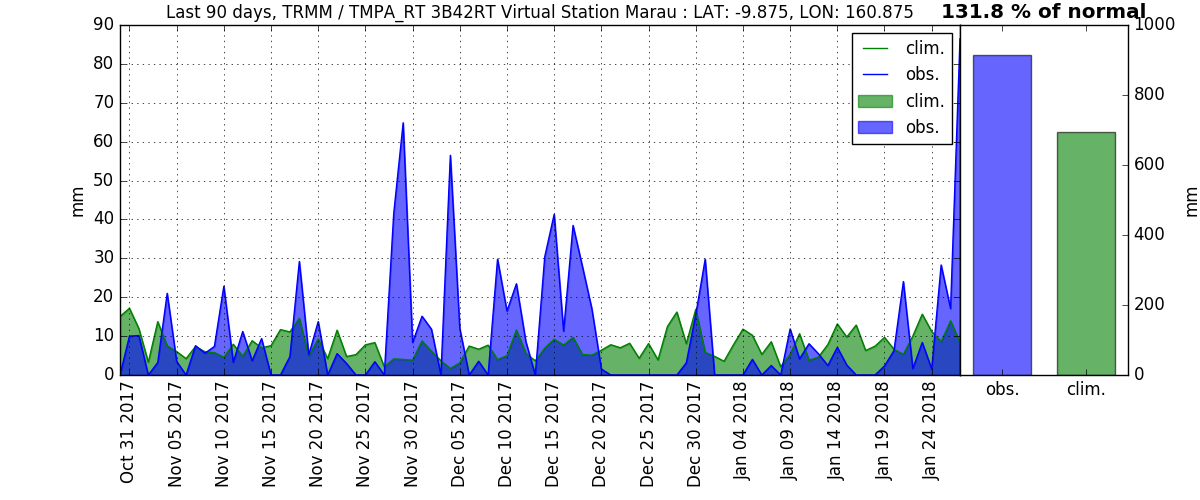 Last 90 days, TRMM / TMPA_RT 3B42RT Virtual Station Marau : LAT: -9.875, LON: 160.875
131.8 % of normal
90
80
70
60
50
40
30
20
10
0
mm
clim.
obs.
clim.
obs.
1000
800
600
400
200
0
mm
Oct 31 2017
Nov 05 2017
Nov 10 2017
Nov 15 2017
Nov 20 2017
Nov 25 2017
Nov 30 2017
Dec 05 2017
Dec 10 2017
Dec 15 2017
Dec 20 2017
Dec 25 2017
Dec 30 2017
Jan 04 2018
Jan 09 2018
Jan 14 2018
Jan 19 2018
Jan 24 2018
obs.
clim.